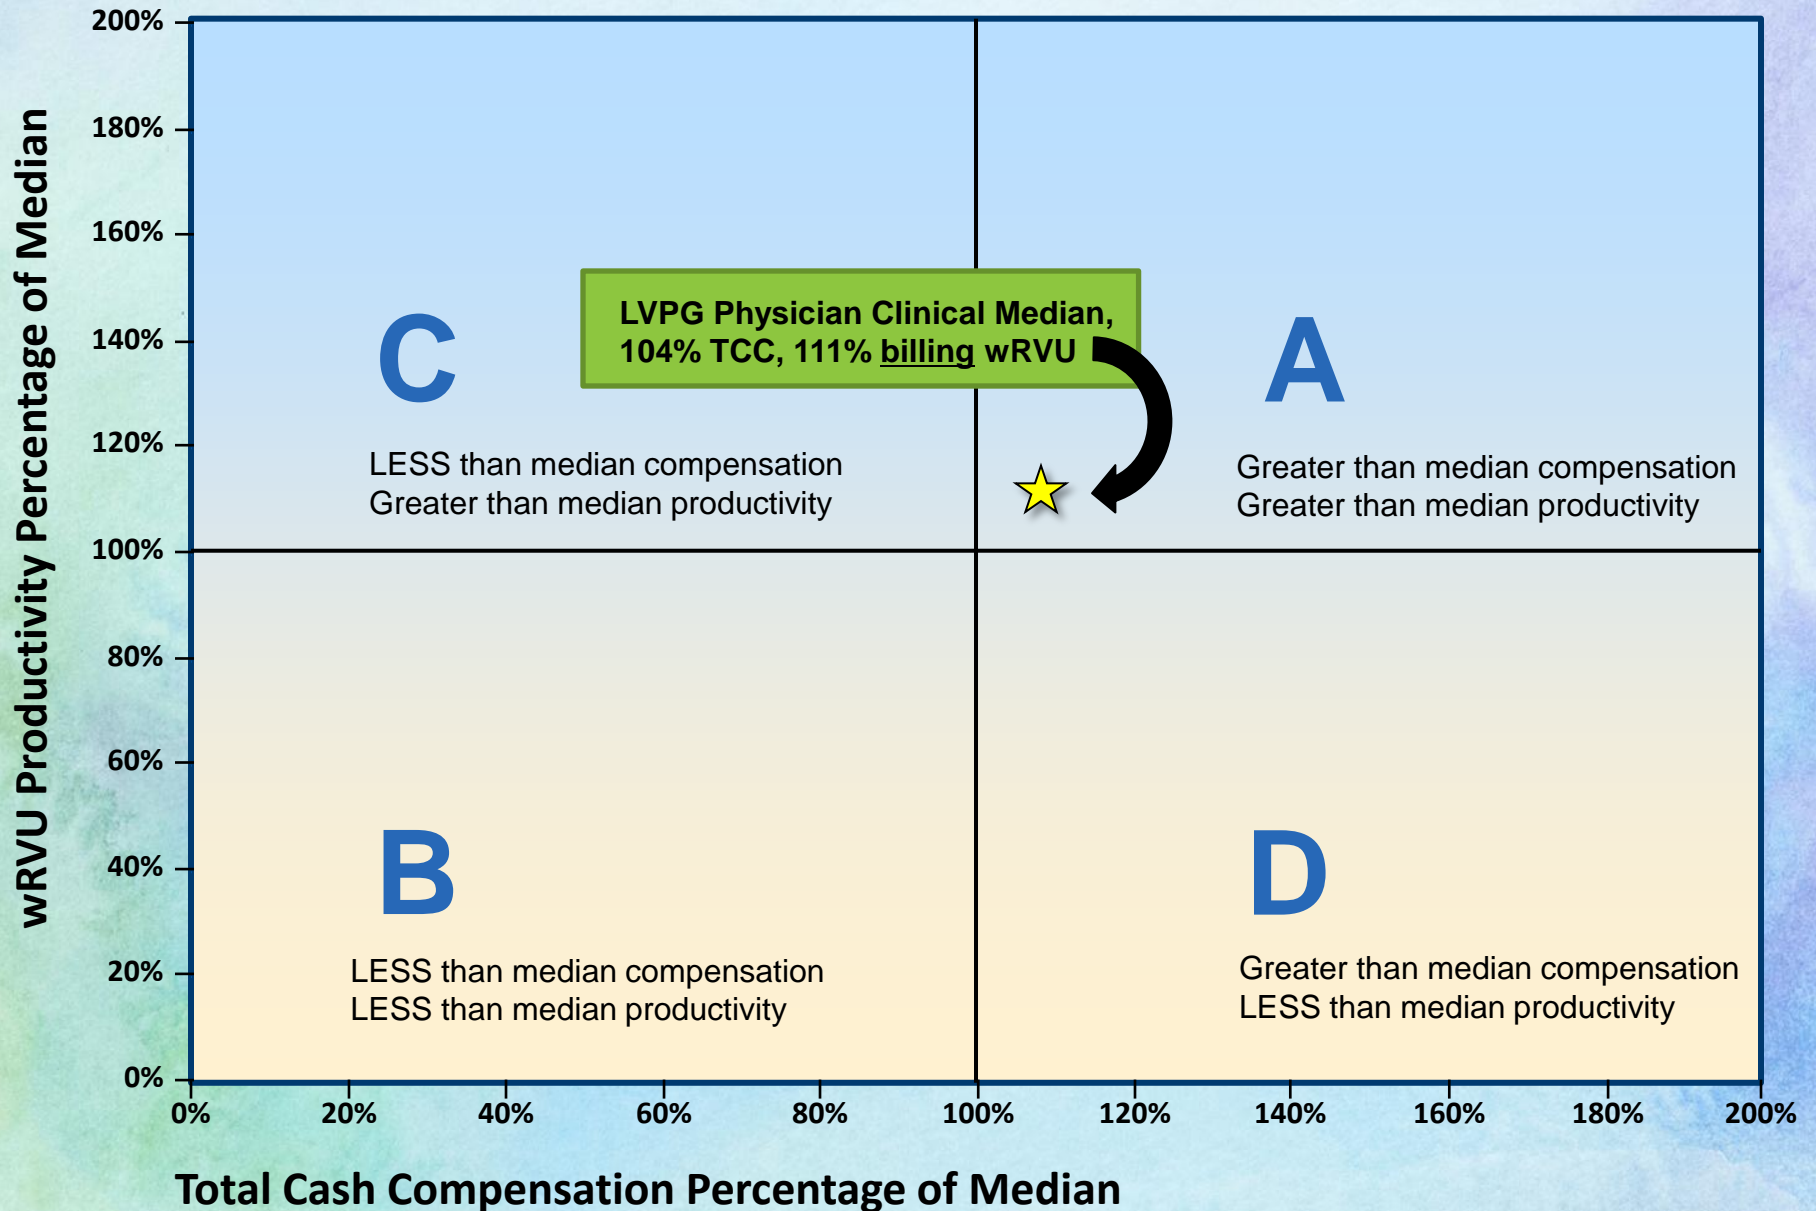 wRVU Productivity Percentage of Median
200%
180%
160%
140%
120%
100%
80%
60%
40%
20%
0%
LVPG Physician Clinical Median,
104% TCC, 111% billing wRVU
C
LESS than median compensation
Greater than median productivity
A
Greater than median compensation
Greater than median productivity
B
LESS than median compensation
LESS than median productivity
D
Greater than median compensation
LESS than median productivity
0% 20% 40% 60% 80% 100% 120% 140% 160% 180% 200%
Total Cash Compensation Percentage of Median